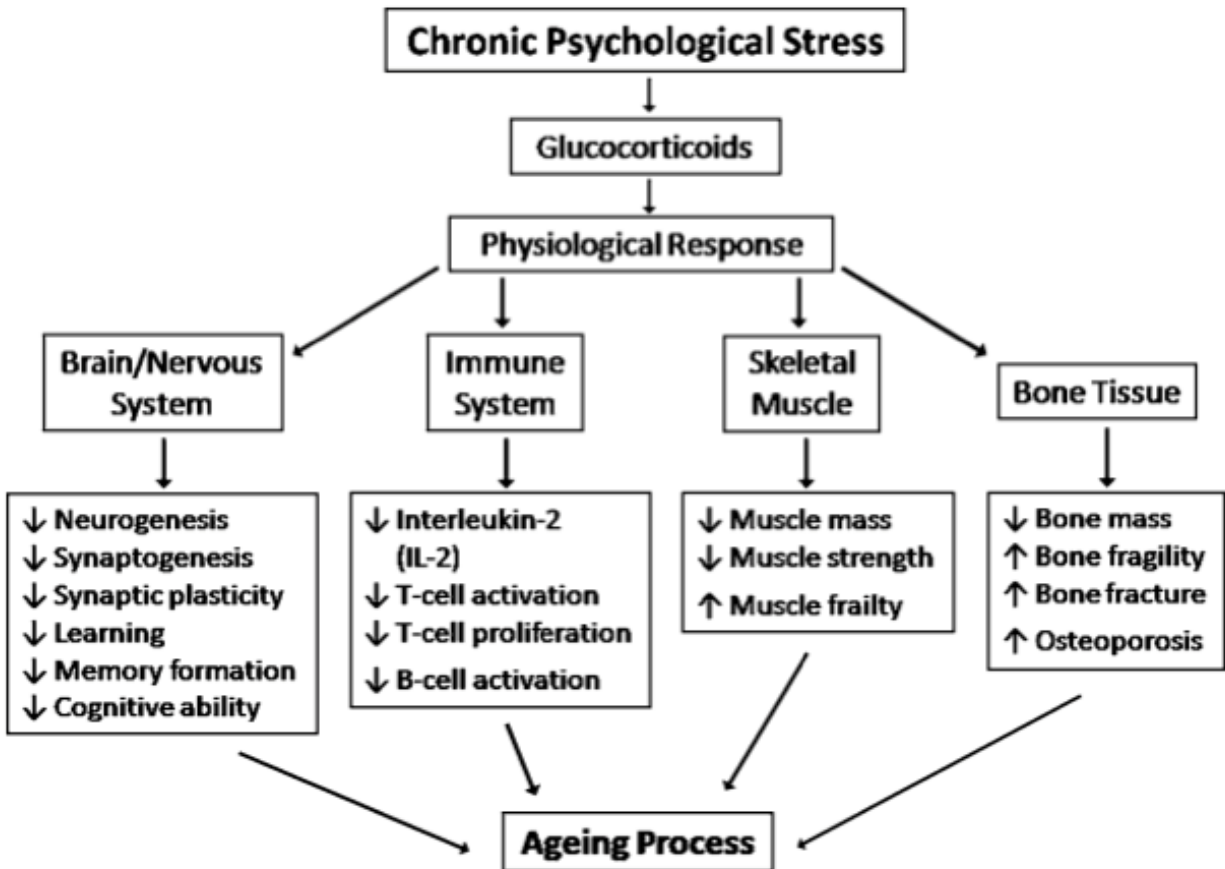 Chronic Psychological Stress
Glucocorticoids
Physiological Response
Brain/Nervous
System
Immune
System
Skeletal
Muscle
Bone Tissue
↓ Neurogenesis
↓ Synaptogenesis
↓ Synaptic plasticity
↓ Learning
↓ Memory formation
↓ Cognitive ability
↓ Interleukin-2
(IL-2)
↓ T-cell activation
↓ T-cell proliferation
↓ B-cell activation
↓ Muscle mass
↓ Muscle strength
↑ Muscle frailty
↓ Bone mass
↑ Bone fragility
↑ Bone fracture
↑ Osteoporosis
Ageing Process